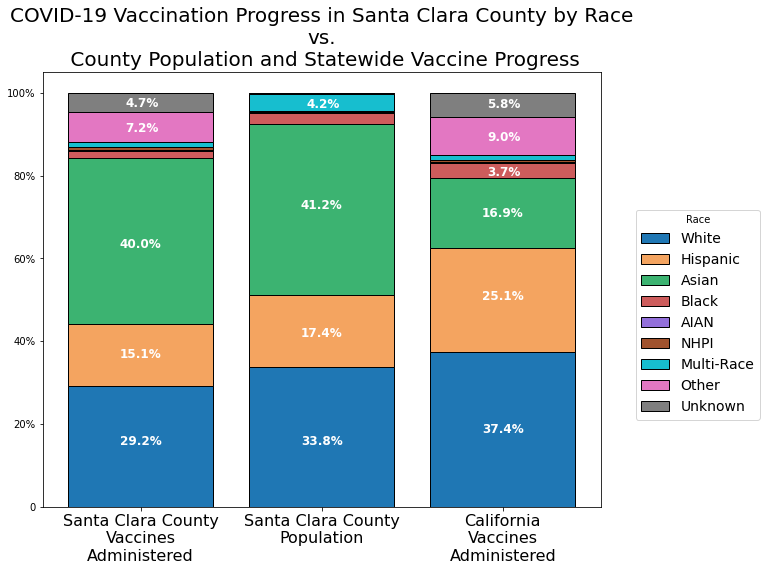 COVID-19 Vaccination Progress in Santa Clara County by Race
vs.
County Population and Statewide Vaccine Progress
100%
80%
60%
40%
20%
0
4.7%
7.2%
40.0%
15.1%
29.2%
4.2%
41.2%
17.4%
33.8%
5.8%
9.0%
3.7%
16.9%
25.1%
37.4%
Santa Clara County
Vaccines
Administered
Santa Clara County
Population
California
Vaccines
Administered
Race
White
Hispanic
Asian
Black
AIAN
NHPI
Multi-Race
Other
Unknown